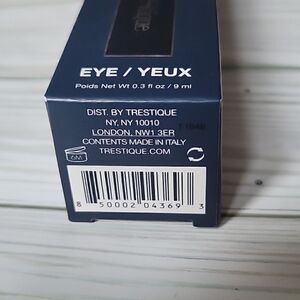 EYE / YEUX
Poids Net Wt 0.3 fl oz / 9 ml
DIST. BY TRESTIQUE
NY, NY 10010
LONDON, NW1 3ER
CONTENTS MADE IN ITALY
TRESTIQUE.COM
6M
8 50002 04369 3